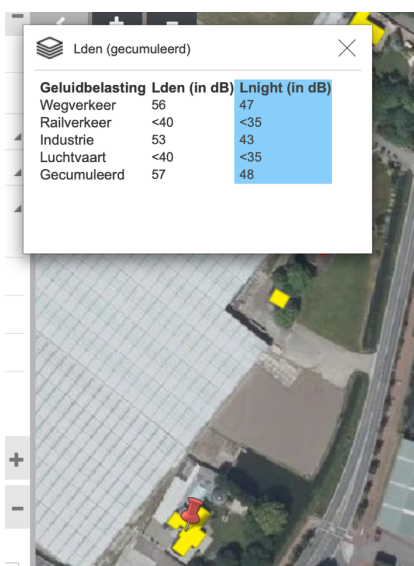 Lden (gecumuleerd)
Geluidbelasting Lden (in dB) Lnight (in dB)
Wegverkeer 56 47
Railverkeer <40 <35
Industrie 53 43
Luchtvaart <40 <35
Gecumuleerd 57 48